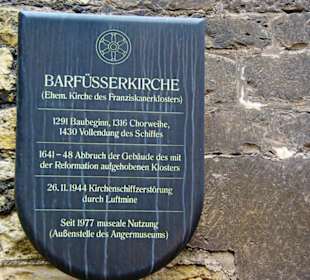 BARFÜSSERKIRCHE
(Ehem. Kirche des Franziskanerklosters)
1291 Baubeginn, 1316 Chorweihe,
1430 Vollendung des Schiffes
1641–48 Abbruch der Gebäude des mit
der Reformation aufgehobenen Klosters
26.11.1944 Kirchenschiffzerstörung
durch Luftmine
Seit 1977 museale Nutzung
(Außenstelle des Angermuseums)